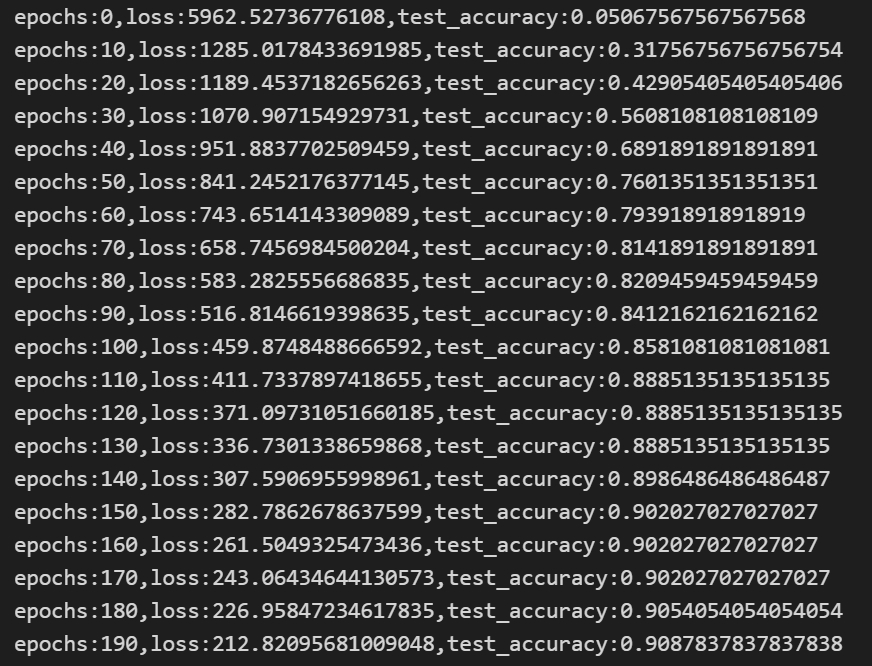 epochs:0,loss:5962.52736776108,test_accuracy:0.05067567567567568
epochs:10,loss:1285.0178433691985,test_accuracy:0.31756756756756754
epochs:20,loss:1189.4537182656263,test_accuracy:0.42905405405405406
epochs:30,loss:1070.907154929731,test_accuracy:0.5608108108108109
epochs:40,loss:951.8837702509459,test_accuracy:0.6891891891891891
epochs:50,loss:841.2452176377145,test_accuracy:0.7601351351351351
epochs:60,loss:743.6514143309089,test_accuracy:0.793918918918919
epochs:70,loss:658.7456984500204,test_accuracy:0.8141891891891891
epochs:80,loss:583.2825556686835,test_accuracy:0.8209459459459459
epochs:90,loss:516.8146619398635,test_accuracy:0.8412162162162162
epochs:100,loss:459.8748488666592,test_accuracy:0.8581081081081081
epochs:110,loss:411.7337897418655,test_accuracy:0.8885135135135135
epochs:120,loss:371.09731051660185,test_accuracy:0.8885135135135135
epochs:130,loss:336.7301338659868,test_accuracy:0.8885135135135135
epochs:140,loss:307.5906955998961,test_accuracy:0.8986486486486487
epochs:150,loss:282.7862678637599,test_accuracy:0.902027027027027
epochs:160,loss:261.5049325473436,test_accuracy:0.902027027027027
epochs:170,loss:243.06434644130573,test_accuracy:0.902027027027027
epochs:180,loss:226.95847234617835,test_accuracy:0.9054054054054054
epochs:190,loss:212.82095681009048,test_accuracy:0.9087837837837838